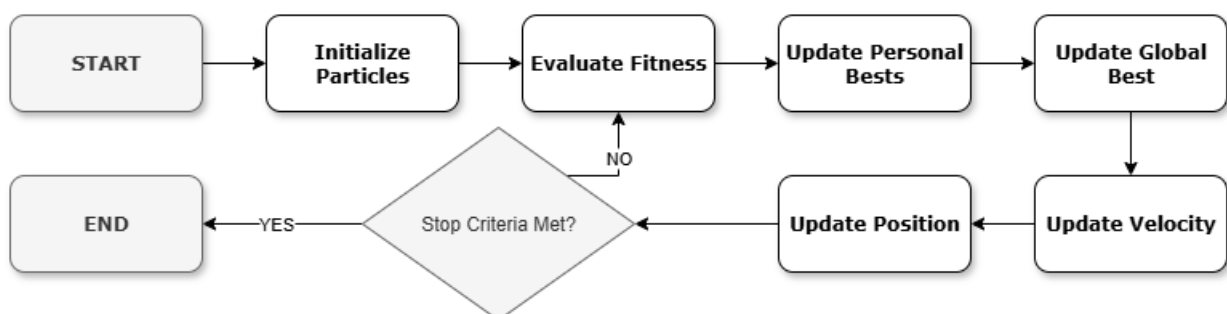 START
Initialize
Particles
Evaluate Fitness
Update Personal
Bests
Update Global
Best
NO
END
YES
Stop Criteria Met?
Update Position
Update Velocity